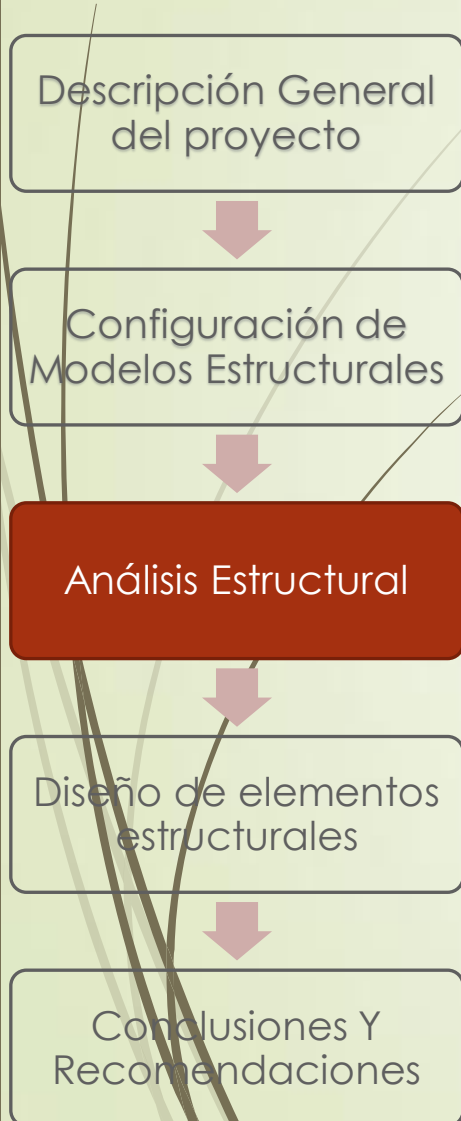 Descripción General
del proyecto
Configuración de
Modelos Estructurales
Análisis Estructural
Diseño de elementos
estructurales
Conclusiones Y
Recomendaciones